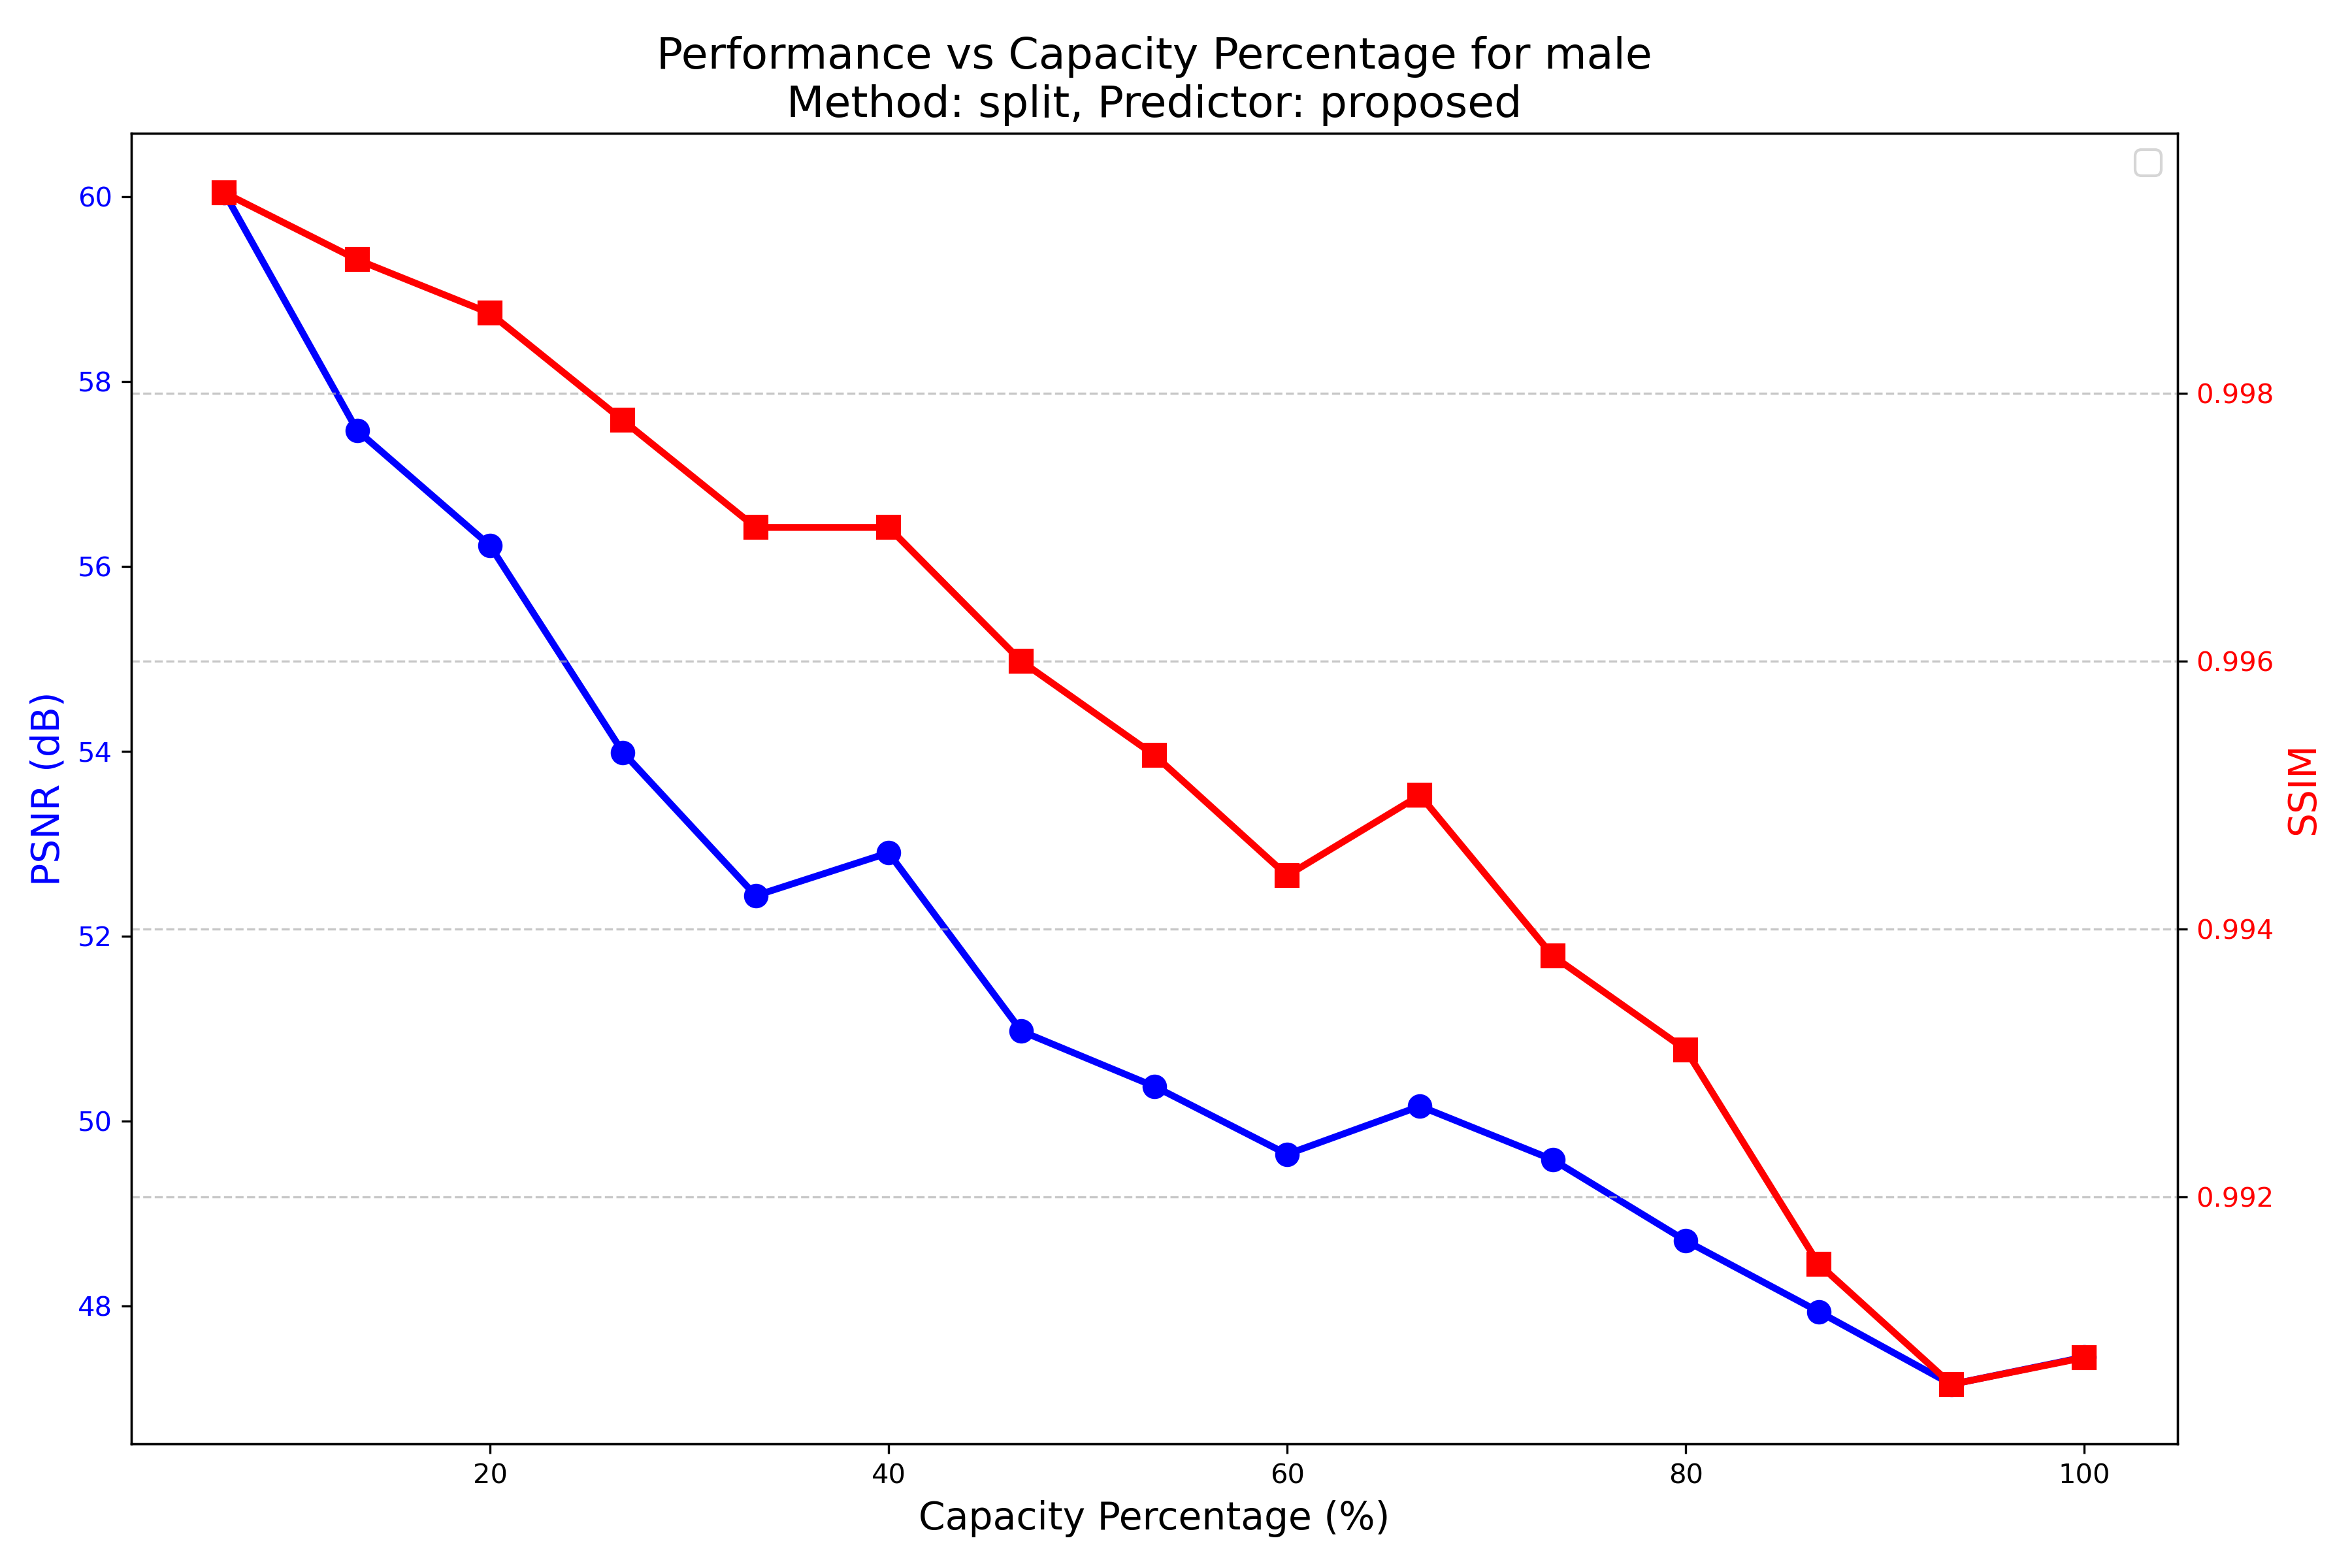 Performance vs Capacity Percentage for male
Method: split, Predictor: proposed
PSNR (dB)
60
58
56
54
52
50
48
0.998
0.996
0.994
0.992
SSIM
20 40 60 80 100
Capacity Percentage (%)